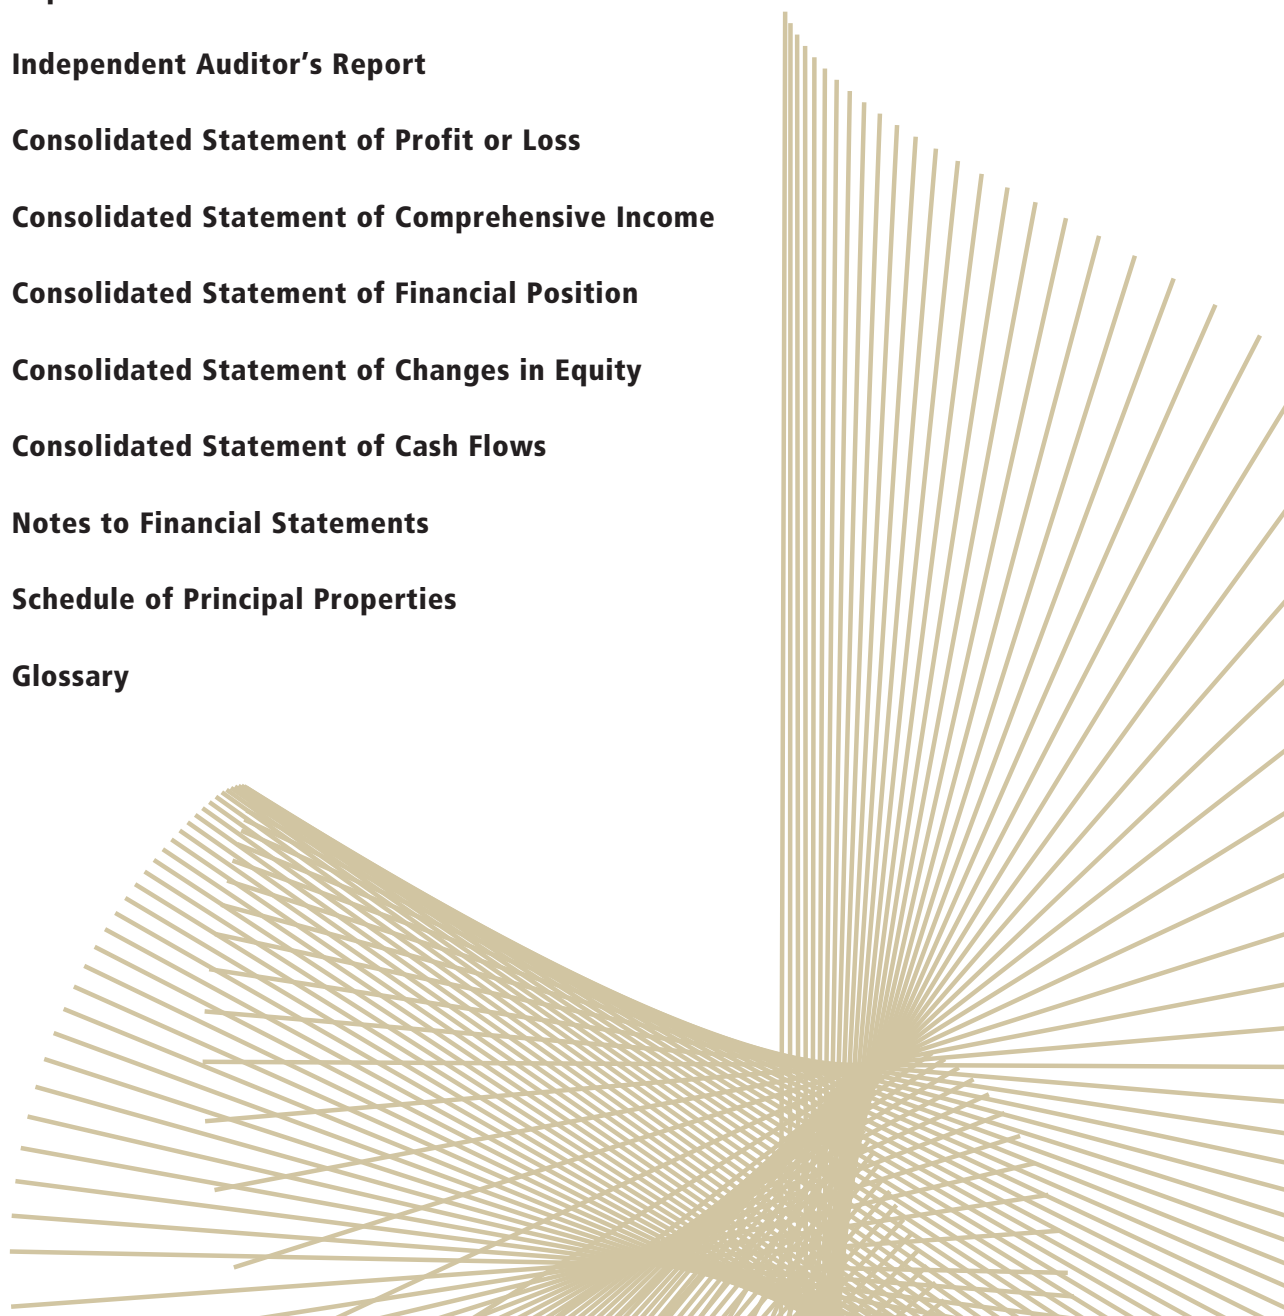 Independent Auditor’s Report
Consolidated Statement of Profit or Loss
Consolidated Statement of Comprehensive Income
Consolidated Statement of Financial Position
Consolidated Statement of Changes in Equity
Consolidated Statement of Cash Flows
Notes to Financial Statements
Schedule of Principal Properties
Glossary